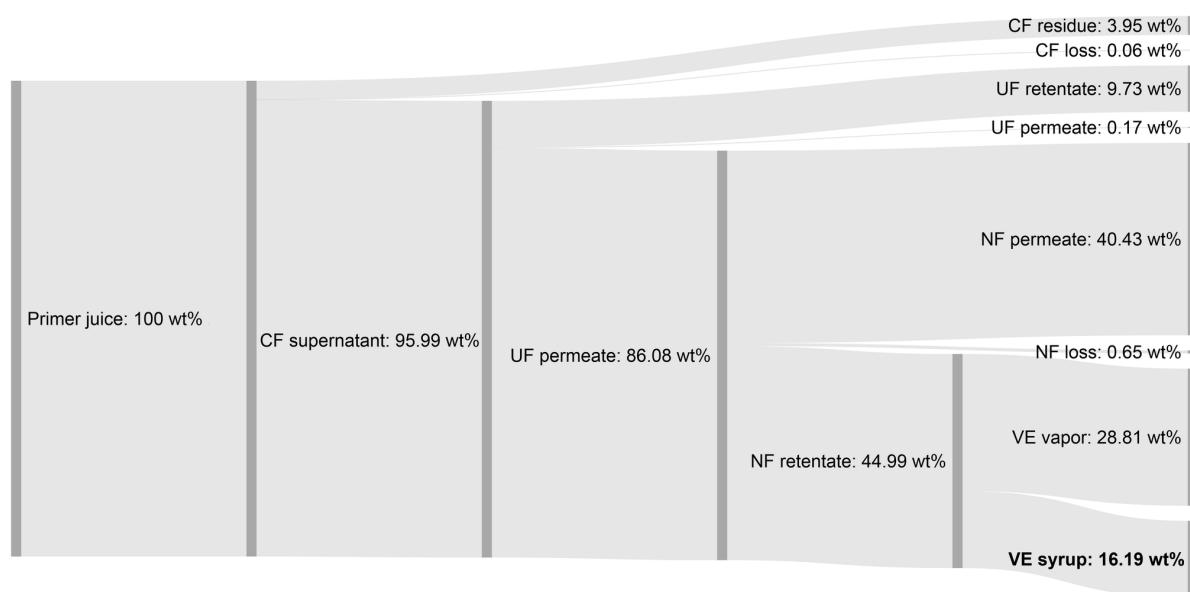 CF residue: 3.95 wt%
CF loss: 0.06 wt%
UF retentate: 9.73 wt%
UF permeate: 0.17 wt%
NF permeate: 40.43 wt%
Primer juice: 100 wt%
CF supernatant: 95.99 wt%
UF permeate: 86.08 wt%
NF loss: 0.65 wt%
VE vapor: 28.81 wt%
NF retentate: 44.99 wt%
VE syrup: 16.19 wt%